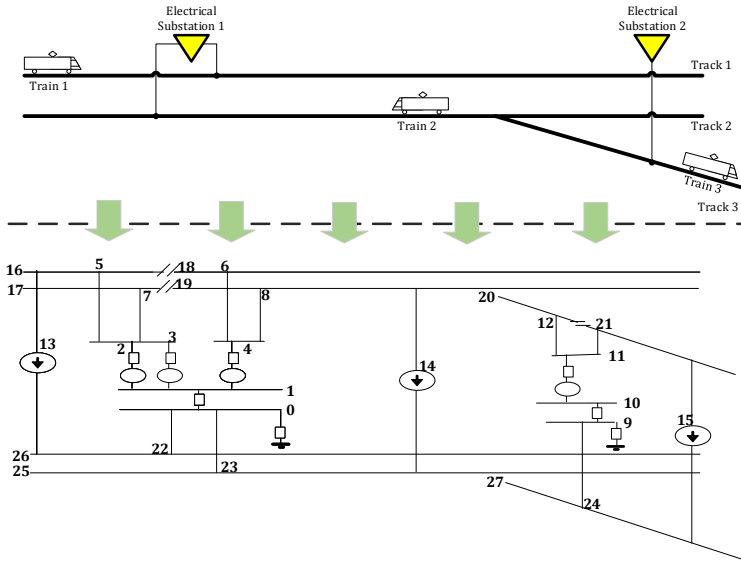 Electrical
Substation 1
Electrical
Substation 2
Track 1
Train 1
Train 2
Track 2
Train 3
Track 3
5
18
6
16
17
19
7
8
20
12
21
13
3
2
4
14
11
1
10
0
15
9
22
26
23
25
27
24